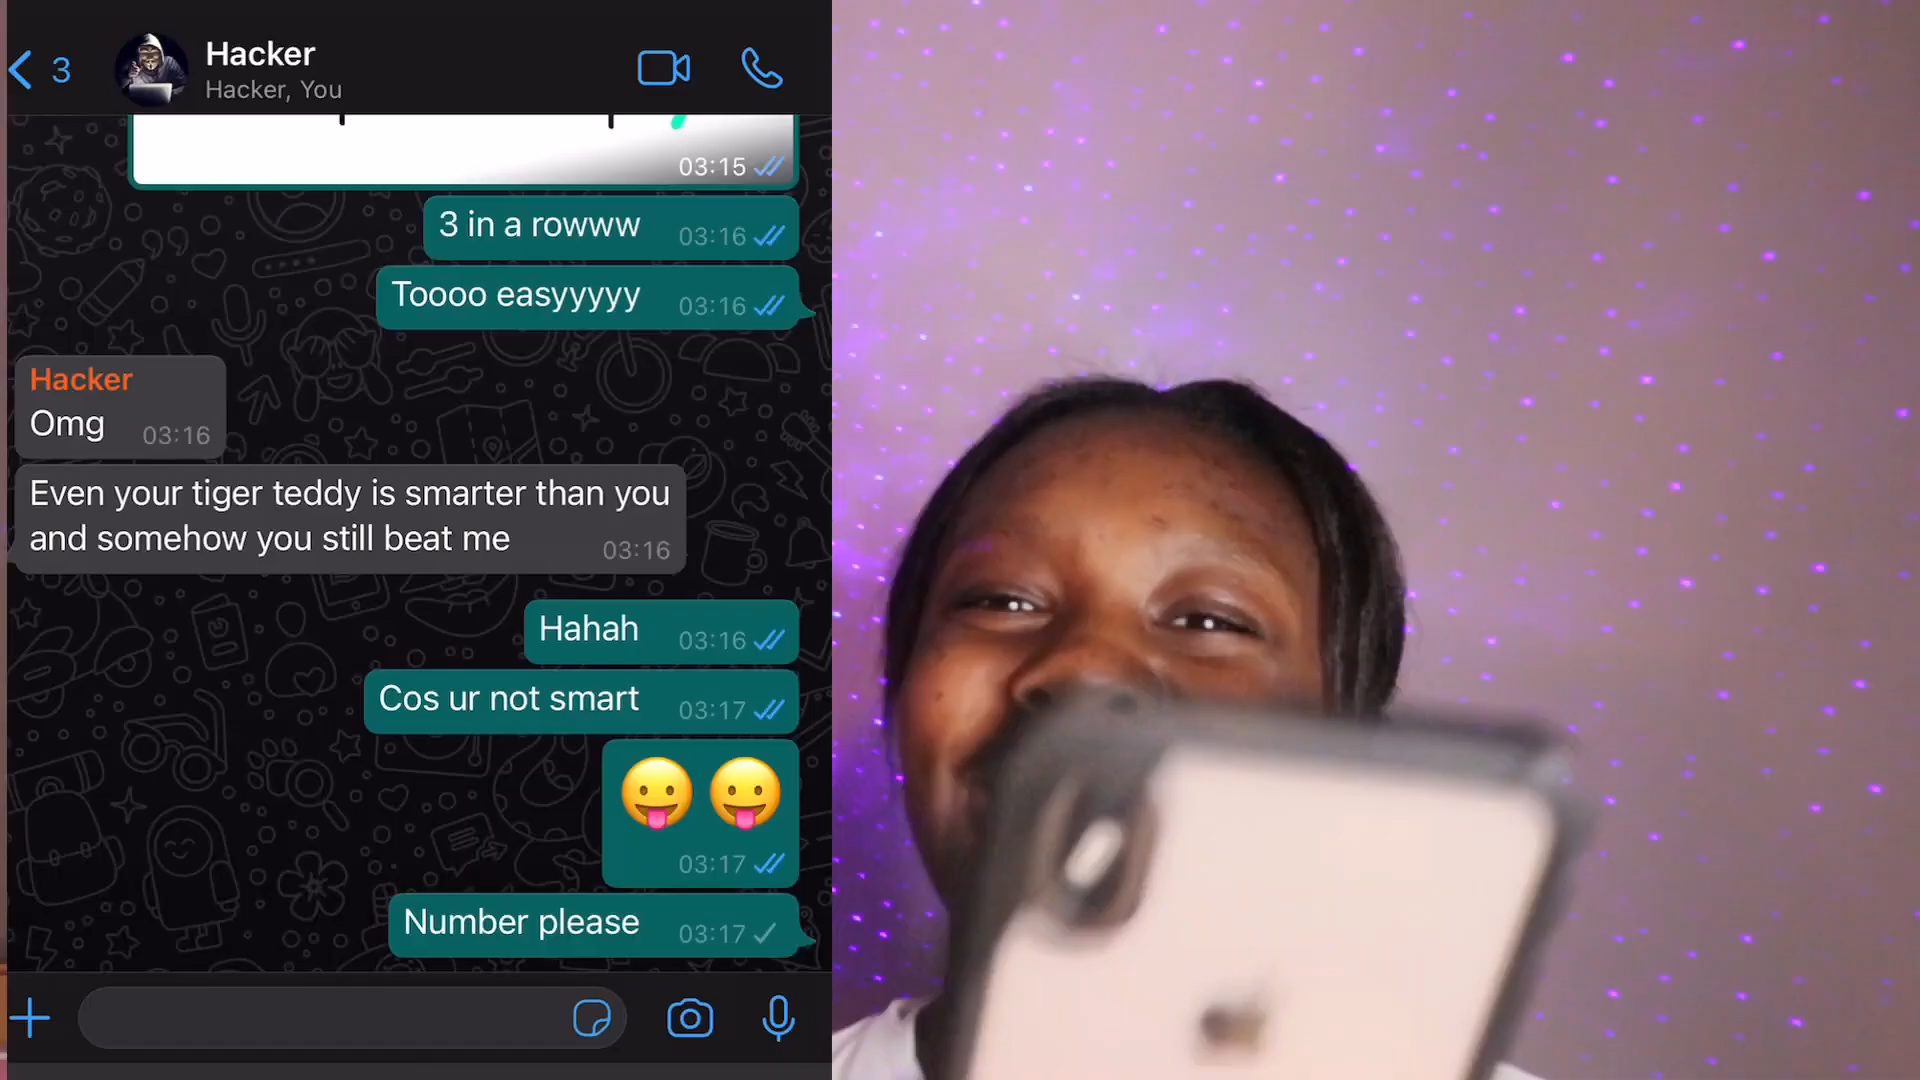 3
Hacker
Hacker, You
03:15
3 in a rowww 03:16
Toooo easyyyyy 03:16
Hacker
Omg 03:16
Even your tiger teddy is smarter than you
and somehow you still beat me 03:16
Hahah 03:16
Cos ur not smart 03:17
😛 😛
03:17
Number please 03:17